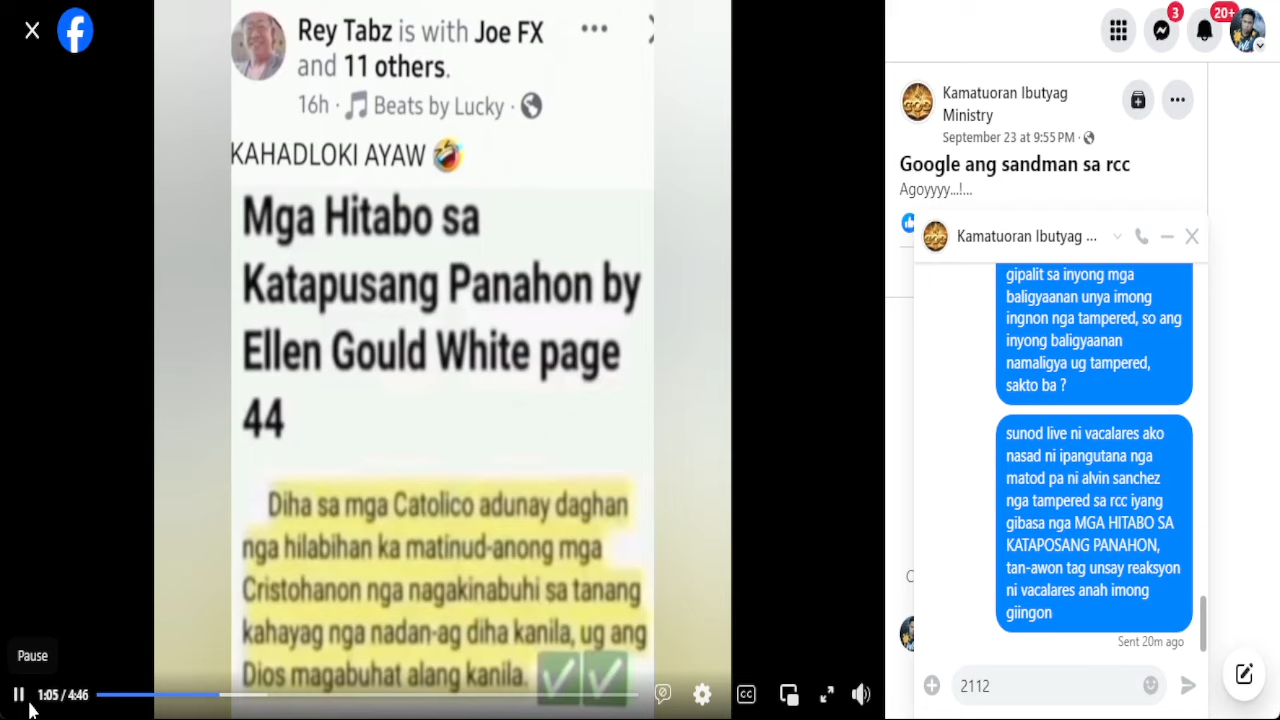 Rey Tabz is with Joe FX
and 11 others.
16h · Beats by Lucky ·
KAHADLOKI AYAW
Mga Hitabo sa
Katapusang Panahon by
Ellen Gould White page
44
Diha sa mga Catolico adunay daghan
nga hilabihan ka matinud-anong mga
Cristohanon nga nagakinabuhi sa tanang
kahayag nga nadan-ag diha kanila, ug ang
Dios magabuhat alang kanila.
Pause
1:05 / 4:46
CC
3
20+
Kamatuoran Ibutyag
Ministry
September 23 at 9:55 PM ·
Google ang sandman sa rcc
Agoyyyy...!...
Kamatuoran Ibutyag ...
gipalit sa inyong mga
baligyaanan unya imong
ingnon nga tampered, so ang
inyong baligyaanan
namaligya ug tampered,
sakto ba ?
sunod live ni vacalares ako
nasad ni ipangutana nga
matod pa ni alvin sanchez
nga tampered sa rcc iyang
gibasa nga MGA HITABO SA
KATAPOSANG PANAHON,
tan-awon tag unsay reaksyon
ni vacalares anah imong
giingon
Sent 20m ago
2112